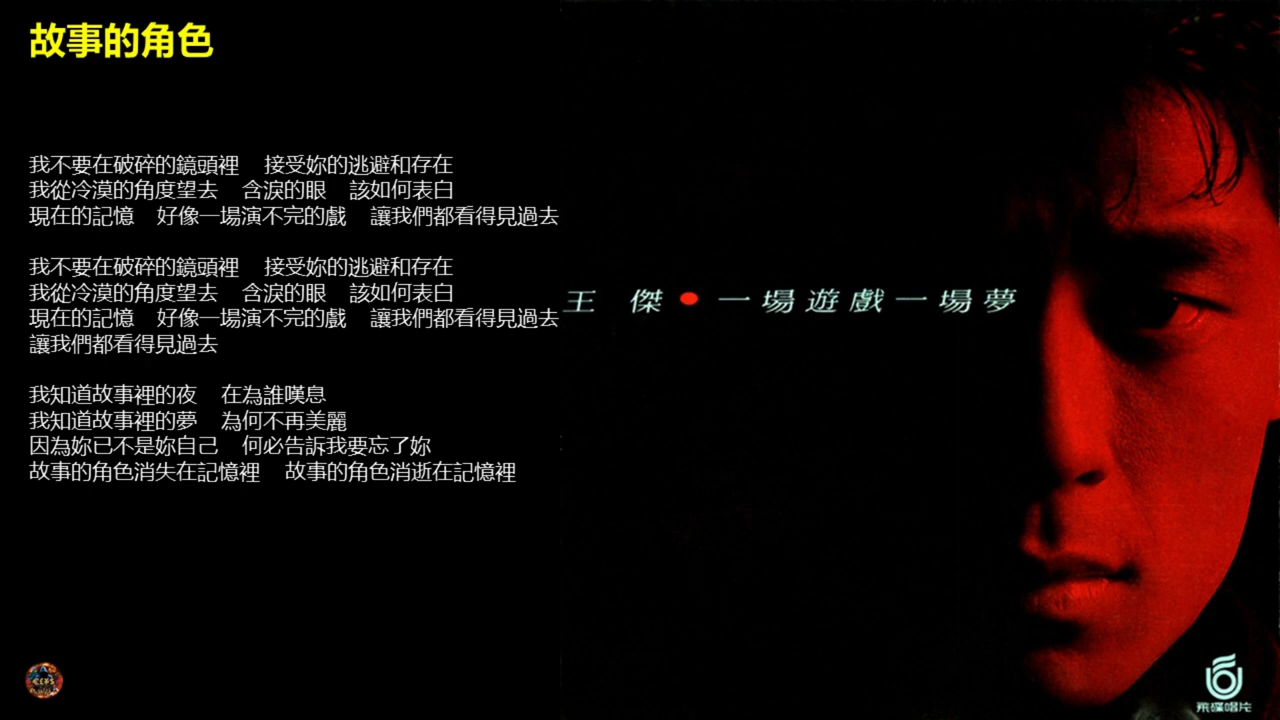 故事的角色
我不要在破碎的鏡頭裡 接受妳的逃避和存在
我從冷漠的角度望去 含淚的眼 該如何表白
現在的記憶 好像一場演不完的戲 讓我們都看得見過去
我不要在破碎的鏡頭裡 接受妳的逃避和存在
我從冷漠的角度望去 含淚的眼 該如何表白
現在的記憶 好像一場演不完的戲 讓我們都看得見過去
讓我們都看得見過去
我知道故事裡的夜 在為誰嘆息
我知道故事裡的夢 為何不再美麗
因為妳已不是妳自己 何必告訴我要忘了妳
故事的角色消失在記憶裡 故事的角色消逝在記憶裡
王 傑●一場遊戲一場夢
飛碟唱片